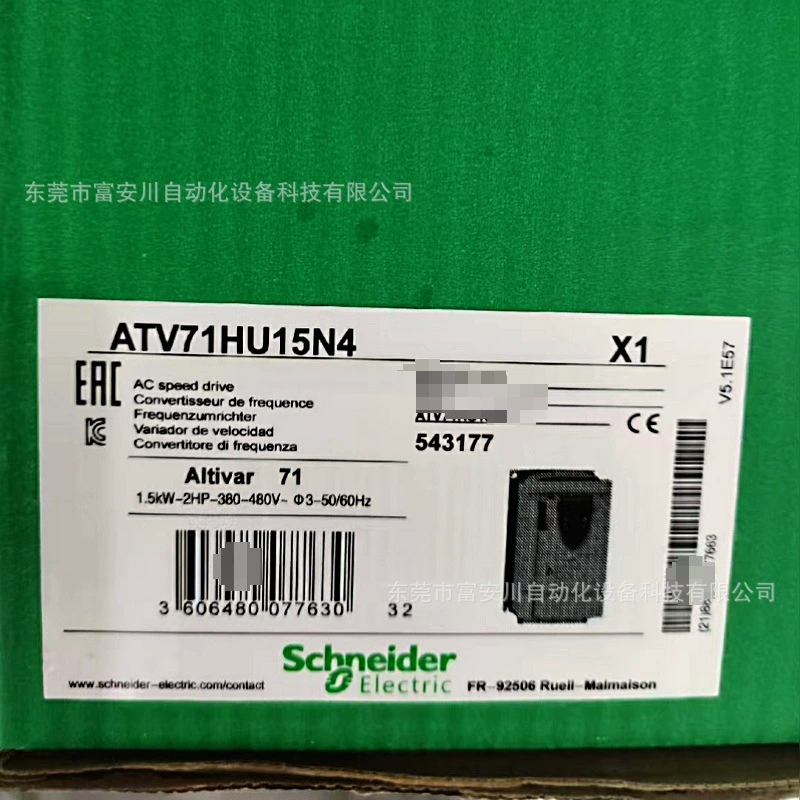 东莞市富安川自动化设备科技有限公司
ATV71HU15N4
X1
V5.1E57
EAC
AC speed drive
Convertisseur de frequence
Frequenzumrichter
Variador de velocidad
Convertitore di frequenza
CE
543177
Altivar 71
1.5kW-2HP-380-480V~ Φ3-50/60Hz
东莞市富安川自动化设备科技有限公司
3 606480 077630
32
Schneider
Electric
www.schneider-electric.com/contact
FR-92506 Rueil-Malmaison